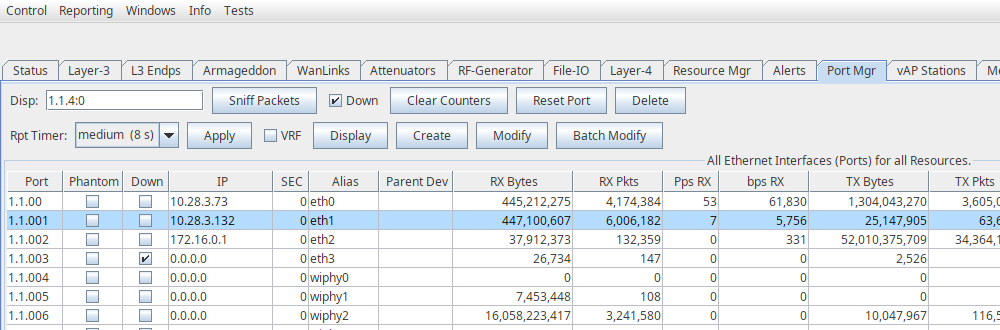 Control Reporting Windows Info Tests
Status Layer-3 L3 Endps Armageddon WanLinks Attenuators RF-Generator File-IO Layer-4 Resource Mgr Alerts Port Mgr vAP Stations
Disp: 1.1.4:0 Sniff Packets Down Clear Counters Reset Port Delete
Rpt Timer: medium (8 s) Apply VRF Display Create Modify Batch Modify
All Ethernet Interfaces (Ports) for all Resources.
Port Phantom Down IP SEC Alias Parent Dev RX Bytes RX Pkts Pps RX bps RX TX Bytes TX Pkts
1.1.00 10.28.3.73 0 eth0 445,212,275 4,174,384 53 61,830 1,304,043,270
1.1.001 10.28.3.132 0 eth1 447,100,607 6,006,182 7 5,756 25,147,905
1.1.002 172.16.0.1 0 eth2 37,912,373 132,359 0 331 52,010,375,709
1.1.003 0.0.0.0 0 eth3 26,734 147 0 0 2,526
1.1.004 0.0.0.0 0 wiphy0 0 0 0 0 0
1.1.005 0.0.0.0 0 wiphy1 7,453,448 108 0 0 0
1.1.006 0.0.0.0 0 wiphy2 16,058,223,417 3,241,580 0 0 10,047,967